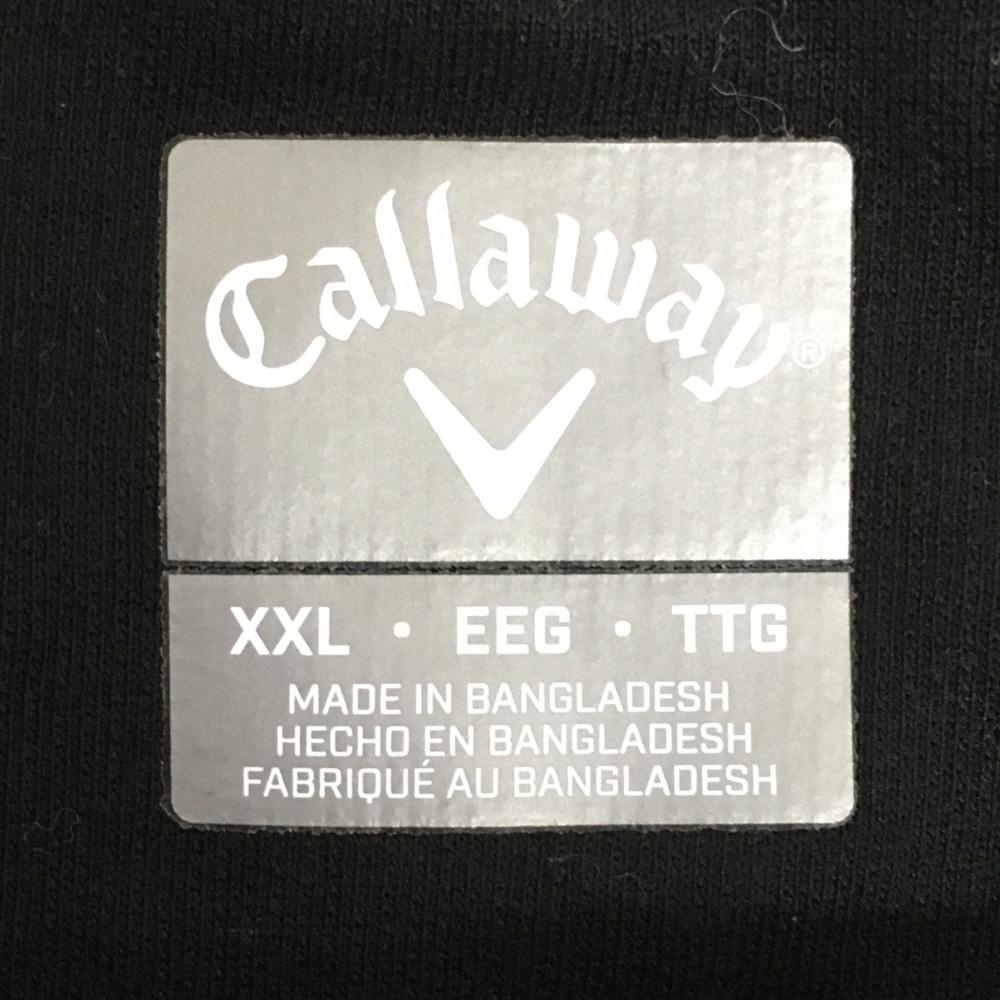 Callaway®
XXL • EEG • TTG
MADE IN BANGLADESH
HECHO EN BANGLADESH
FABRIQUÉ AU BANGLADESH